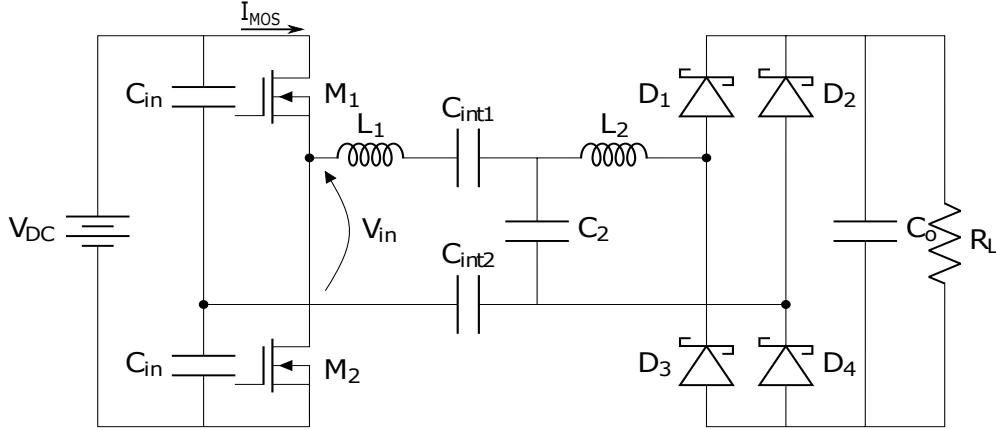 I_MOS
C_in
M_1
L_1
C_int1
L_2
D_1
D_2
V_DC
V_in
C_2
C_int2
C_o
R_L
C_in
M_2
D_3
D_4